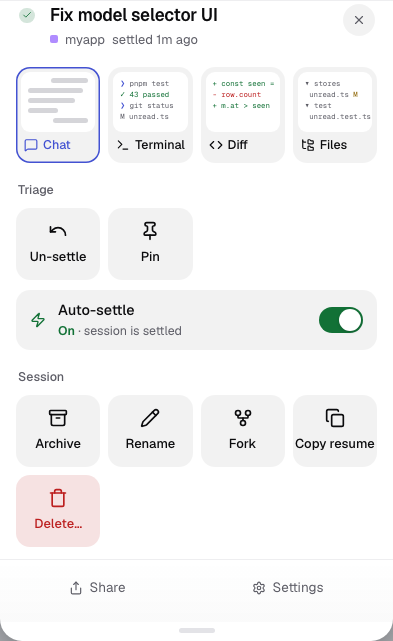 Fix model selector UI
myapp settled 1m ago
❯ pnpm test
✓ 43 passed
❯ git status
M unread.ts
+ const seen =
- row.count
+ m.at > seen
▾ stores
unread.ts M
▾ test
unread.test.ts
Chat
Terminal
Diff
Files
Triage
Un-settle
Pin
Auto-settle
On · session is settled
Session
Archive
Rename
Fork
Copy resume
Delete…
Share
Settings